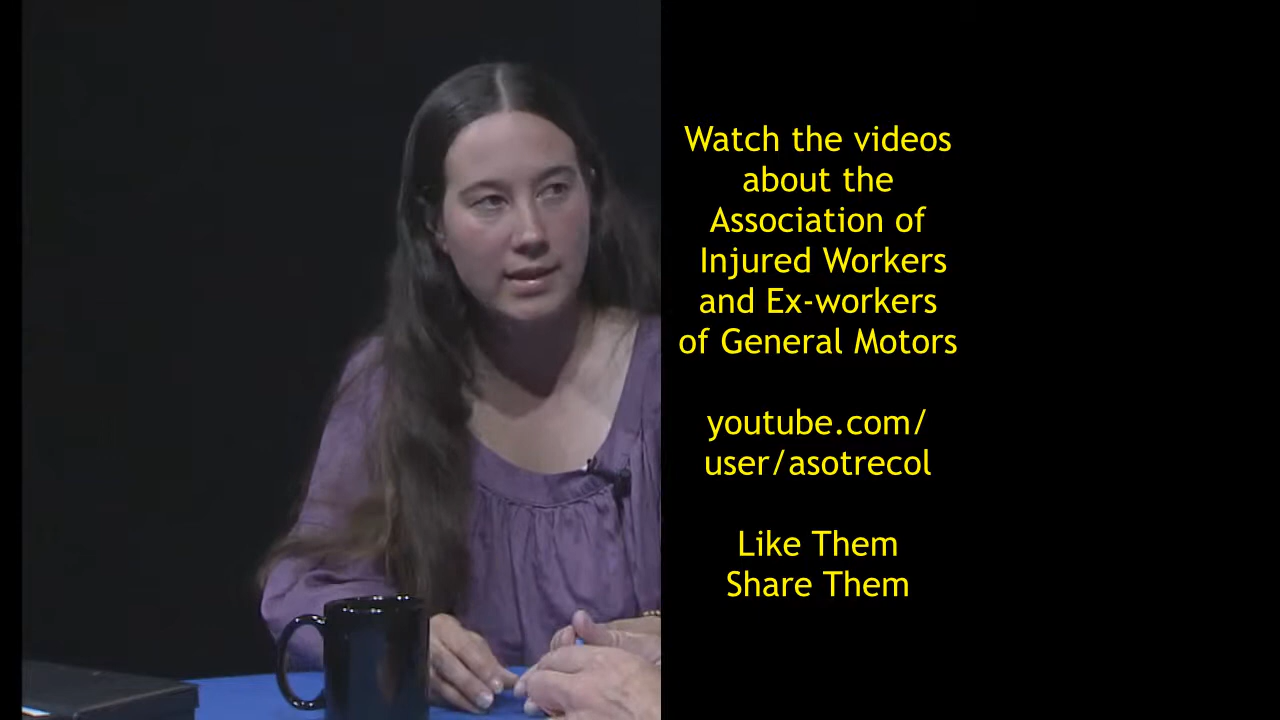 Watch the videos
about the
Association of
Injured Workers
and Ex-workers
of General Motors
youtube.com/
user/asotrecol
Like Them
Share Them